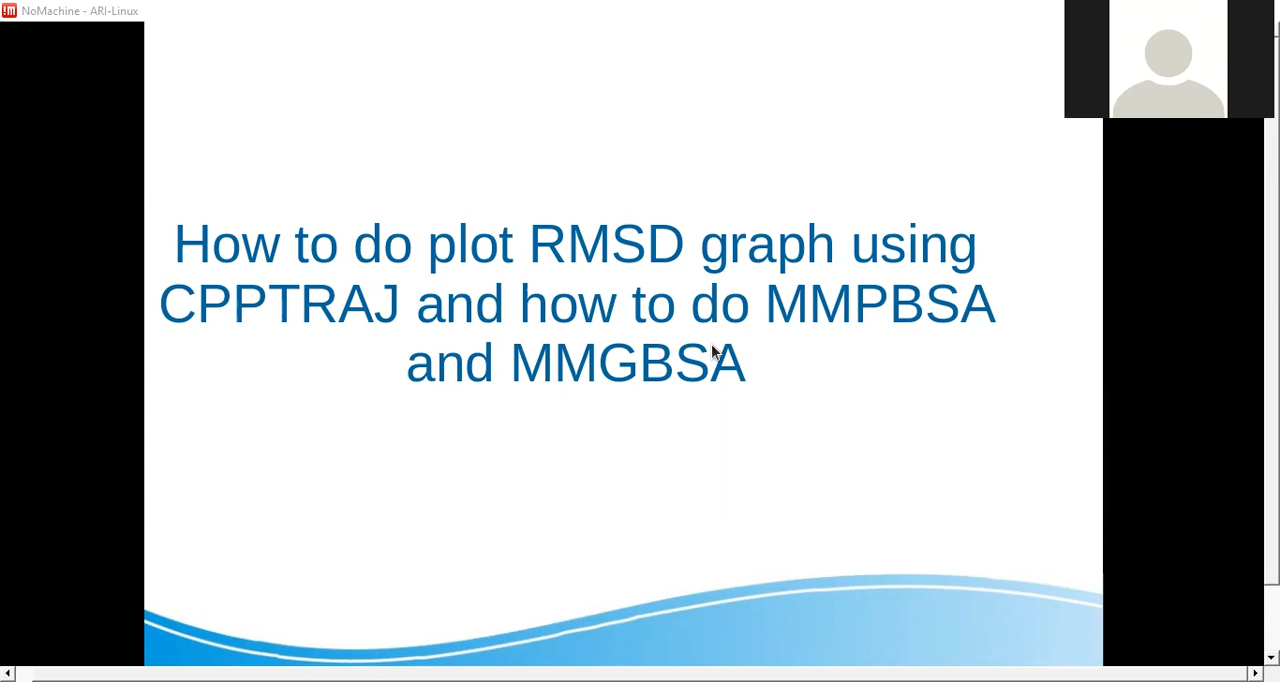 NoMachine - ARI-Linux
How to do plot RMSD graph using
CPPTRAJ and how to do MMPBSA
and MMGBSA